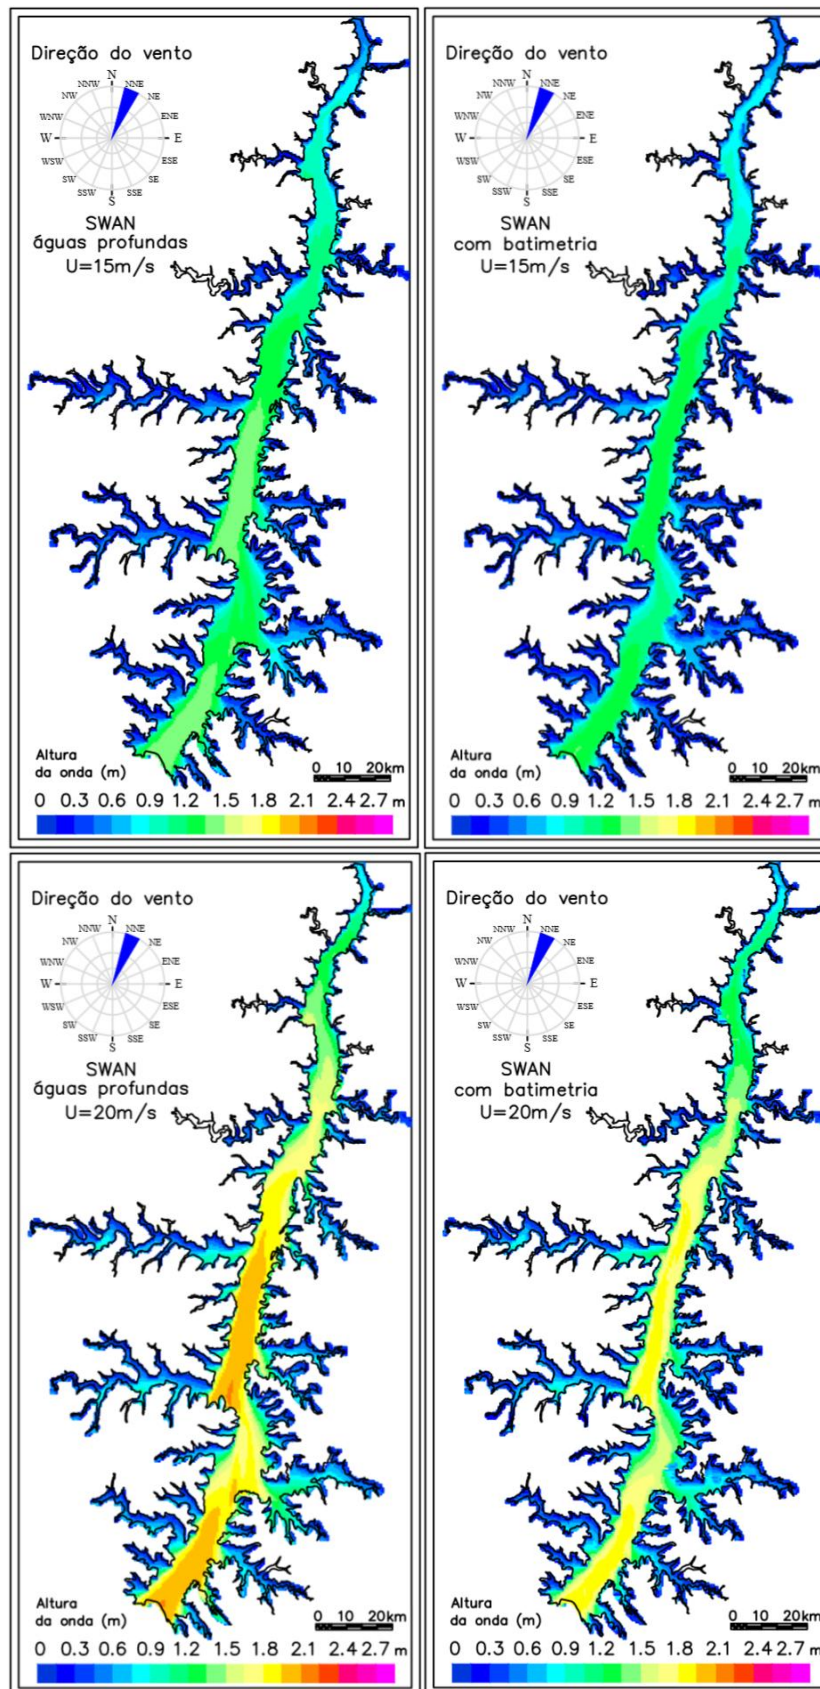 Direção do vento
N
NNW
NNE
NW
NE
WNW
ENE
W
E
WSW
ESE
SW
SE
SSW
SSE
S
SWAN
águas profundas
U=15m/s
Altura
da onda (m)
0 10 20km
0 0.3 0.6 0.9 1.2 1.5 1.8 2.1 2.4 2.7 m
Direção do vento
N
NNW
NNE
NW
NE
WNW
ENE
W
E
WSW
ESE
SW
SE
SSW
SSE
S
SWAN
com batimetria
U=15m/s
Altura
da onda (m)
0 10 20km
0 0.3 0.6 0.9 1.2 1.5 1.8 2.1 2.4 2.7 m
Direção do vento
N
NNW
NNE
NW
NE
WNW
ENE
W
E
WSW
ESE
SW
SE
SSW
SSE
S
SWAN
águas profundas
U=20m/s
Altura
da onda (m)
0 10 20km
0 0.3 0.6 0.9 1.2 1.5 1.8 2.1 2.4 2.7 m
Direção do vento
N
NNW
NNE
NW
NE
WNW
ENE
W
E
WSW
ESE
SW
SE
SSW
SSE
S
SWAN
com batimetria
U=20m/s
Altura
da onda (m)
0 10 20km
0 0.3 0.6 0.9 1.2 1.5 1.8 2.1 2.4 2.7 m